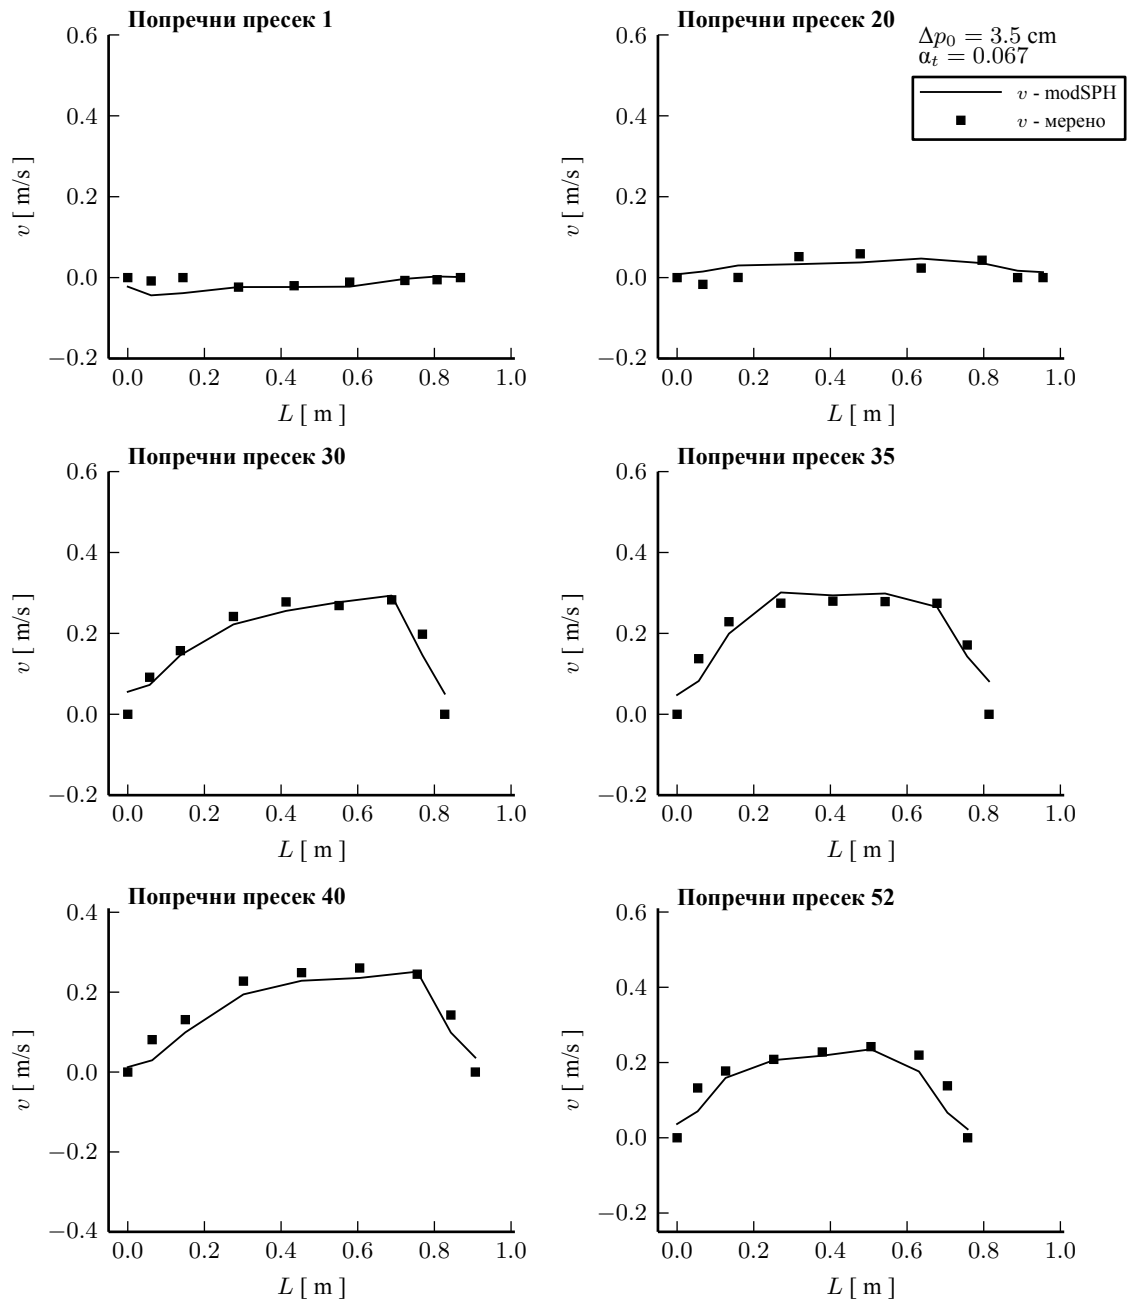 Попречни пресек 1
0.6
0.4
0.2
0.0
−0.2
v [ m/s ]
0.0 0.2 0.4 0.6 0.8 1.0
L [ m ]
Попречни пресек 20
Δp₀ = 3.5 cm
αₜ = 0.067
v - modSPH
v - мерено
0.6
0.4
0.2
0.0
−0.2
v [ m/s ]
0.0 0.2 0.4 0.6 0.8 1.0
L [ m ]
Попречни пресек 30
0.6
0.4
0.2
0.0
−0.2
v [ m/s ]
0.0 0.2 0.4 0.6 0.8 1.0
L [ m ]
Попречни пресек 35
0.6
0.4
0.2
0.0
−0.2
v [ m/s ]
0.0 0.2 0.4 0.6 0.8 1.0
L [ m ]
Попречни пресек 40
0.4
0.2
0.0
−0.2
−0.4
v [ m/s ]
0.0 0.2 0.4 0.6 0.8 1.0
L [ m ]
Попречни пресек 52
0.6
0.4
0.2
0.0
−0.2
v [ m/s ]
0.0 0.2 0.4 0.6 0.8 1.0
L [ m ]